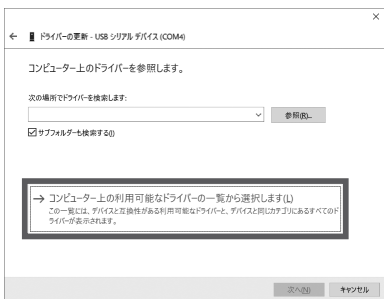 ドライバーの更新 - USB シリアル デバイス (COM4)
コンピューター上のドライバーを参照します。
次の場所でドライバーを検索します:
参照(R)...
サブフォルダーも検索する(I)
→ コンピューター上の利用可能なドライバーの一覧から選択します(L)
この一覧には、デバイスと互換性がある利用可能なドライバーと、デバイスと同じカテゴリにあるすべてのド
ライバーが表示されます。
次へ(N) キャンセル